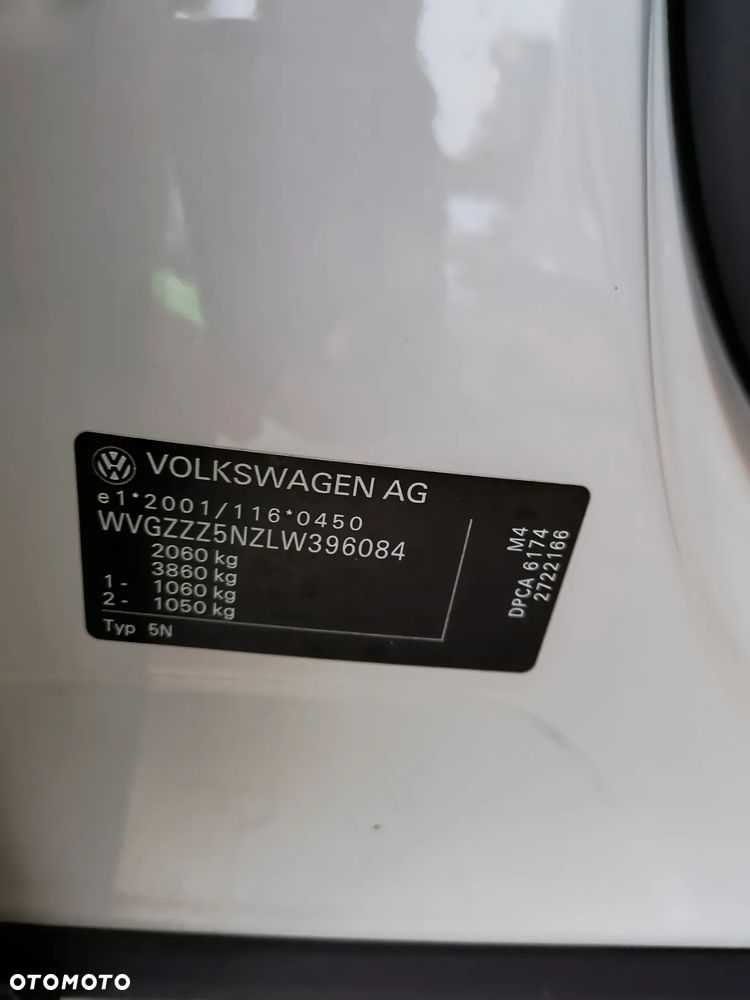 VOLKSWAGEN AG
e1*2001/116*0450
WVGZZZ5NZLW396084
2060 kg
3860 kg
1- 1060 kg
2- 1050 kg
Typ 5N
M4
DPCA 6174
2722166
OTOMOTO